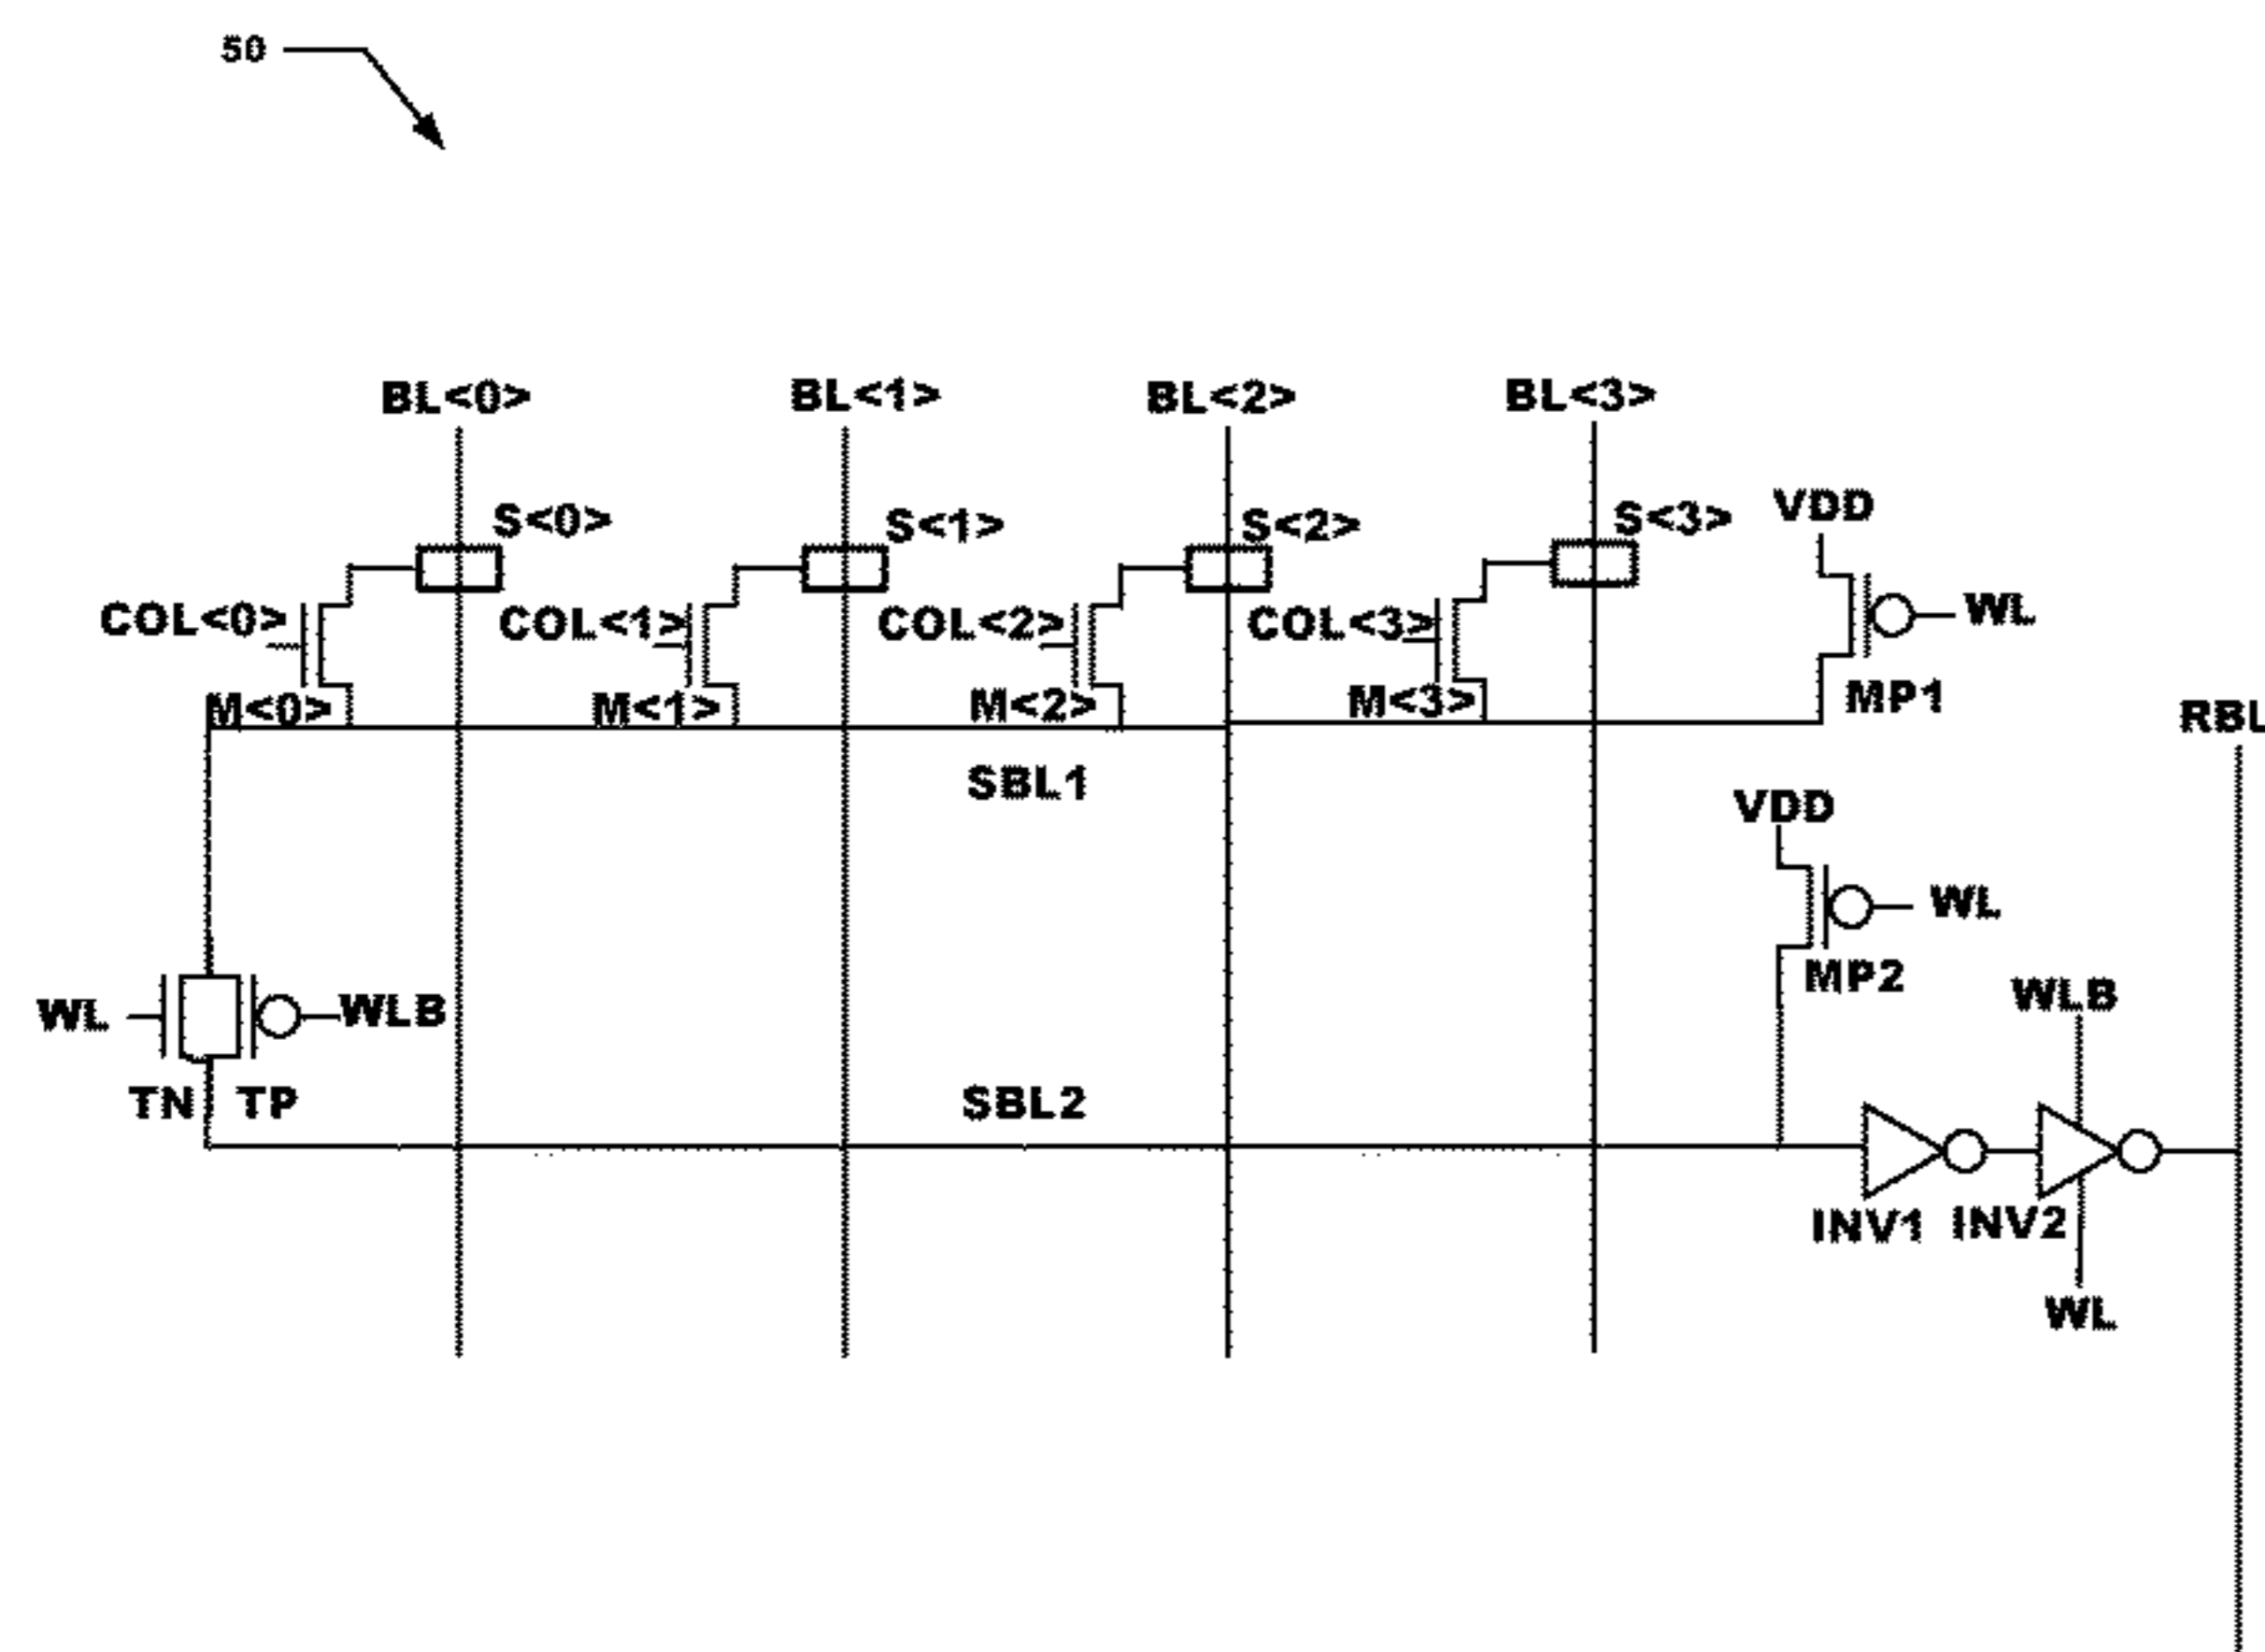 50
BL<0> BL<1> BL<2> BL<3>
S<0> S<1> S<2> S<3> VDD
COL<0> COL<1> COL<2> COL<3> WL
M<0> M<1> M<2> M<3> MP1 RBL
SBL1 VDD
WL
MP2
WL WLB WLB
TN TP SBL2
INV1 INV2
WL